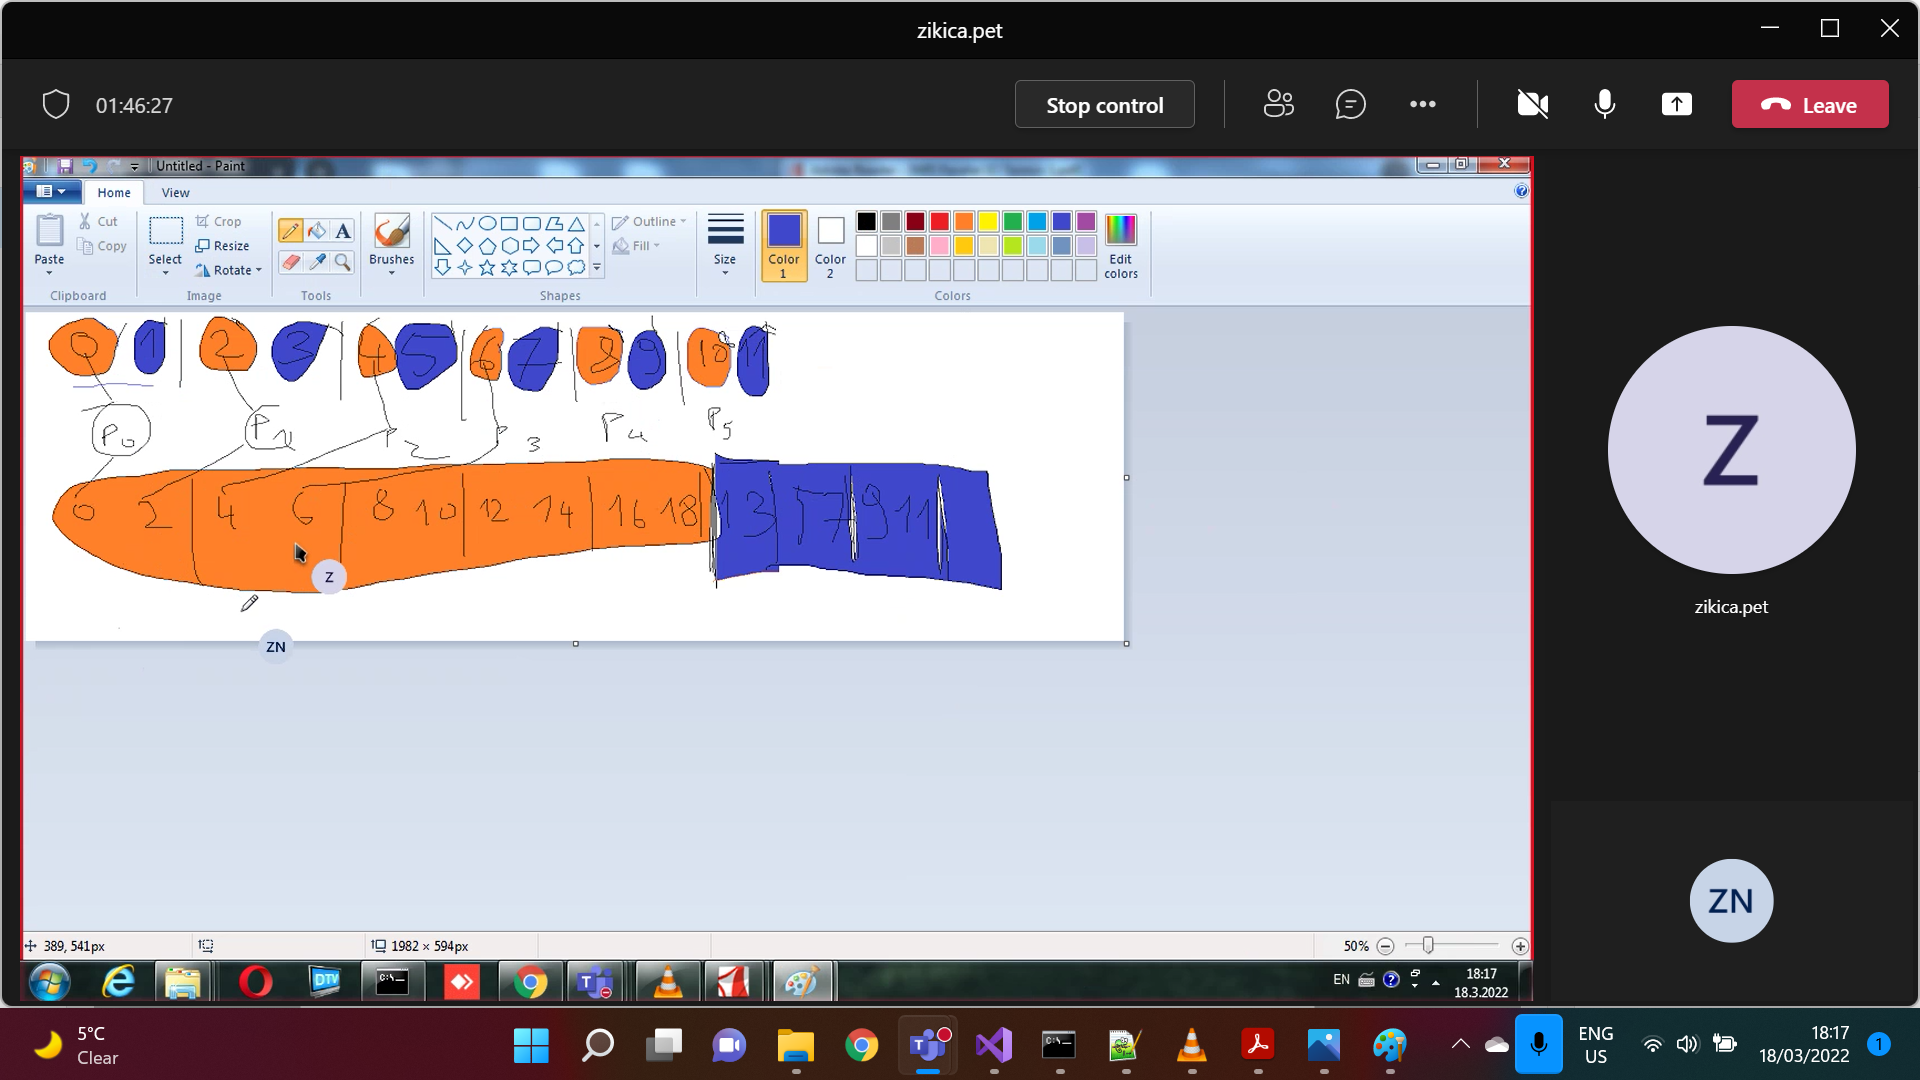 zikica.pet
01:46:27
Stop control
Leave
Untitled - Paint
Home View
Cut
Copy
Paste
Clipboard
Select
Crop
Resize
Rotate
Image
A
Tools
Brushes
Outline
Fill
Shapes
Size
Color 1
Color 2
Edit colors
Colors
0 1 2 3 4 5 6 7 8 9 10 11
P0 P1 P2 P3 P4 P5
0 2 4 6 8 10 12 14 16 18 1 3 5 7 9 11
Z
ZN
Z
zikica.pet
ZN
389, 541px
1982 × 594px
50%
DTV
C:\-
T
EN
18:17
18.3.2022
5°C
Clear
T
C:\-
ENG
US
18:17
18/03/2022
1